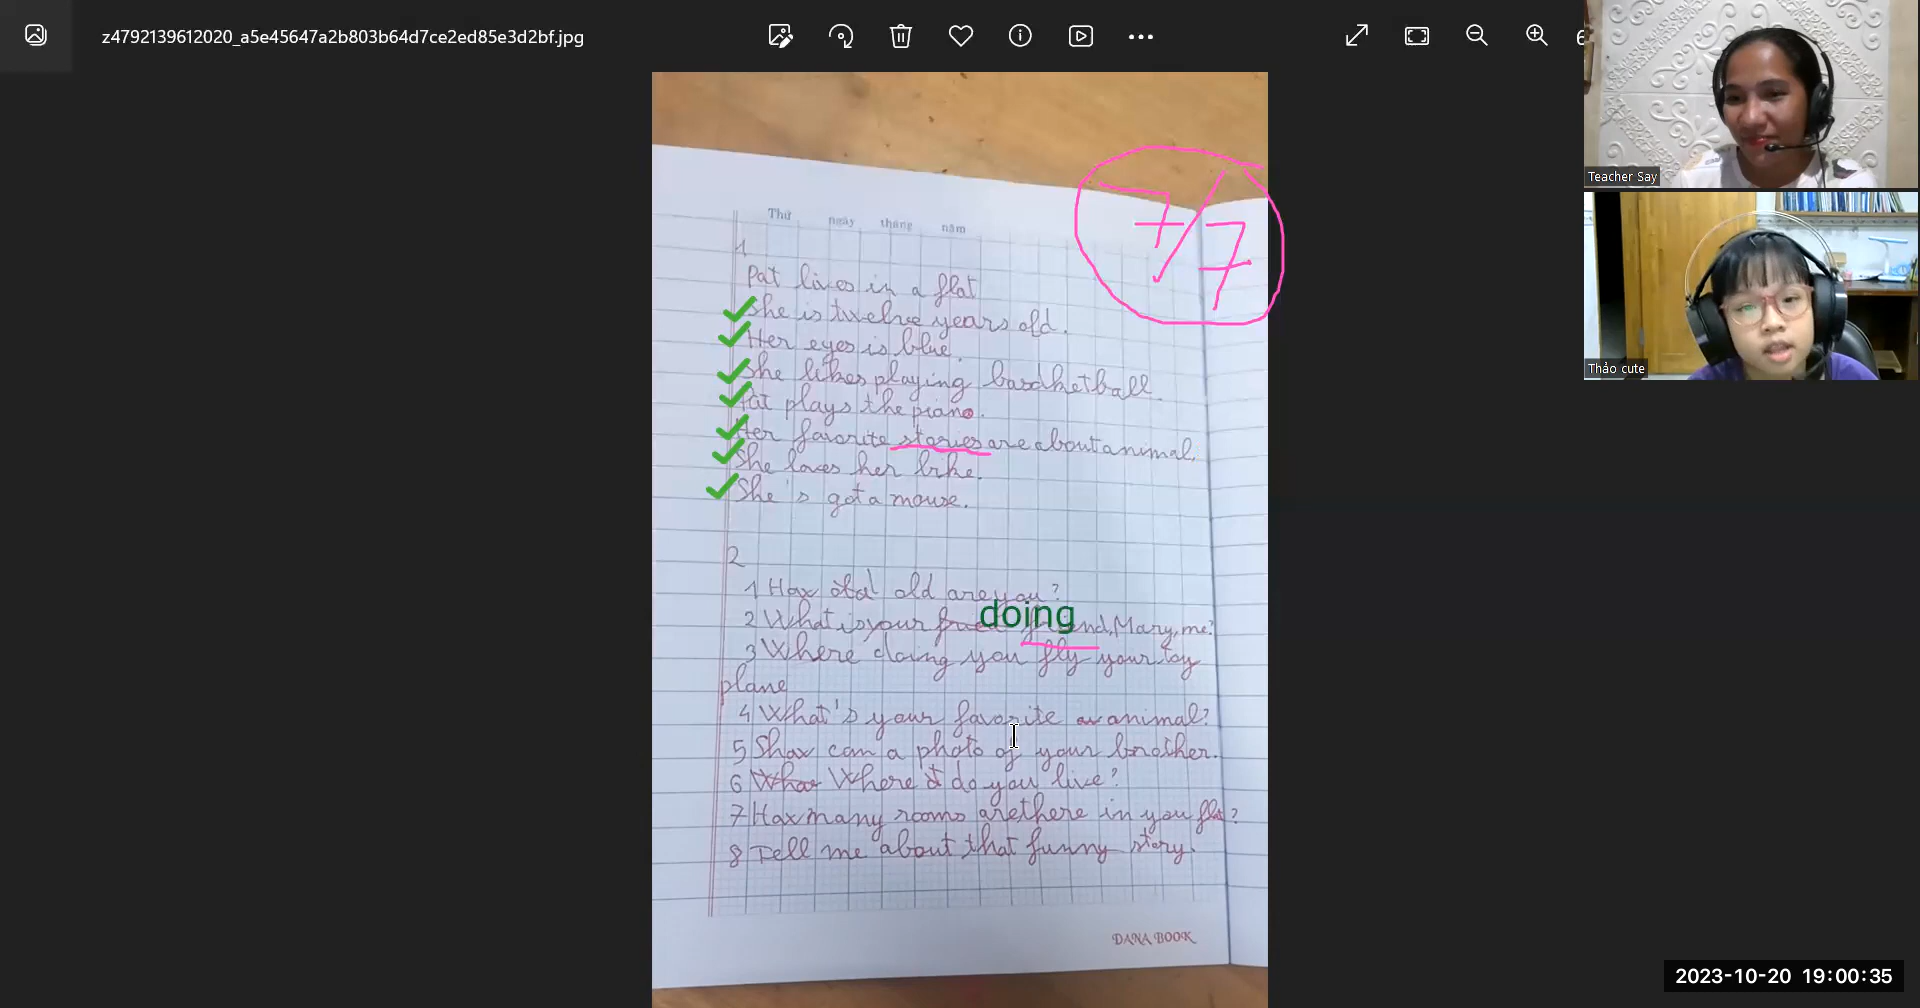 z4792139612020_a5e45647a2b803b64d7ce2ed85e3d2bf.jpg
Teacher Say
Thảo cute
7/7
Thứ ngày tháng năm
1
Pat lives in a flat
She is twelve years old.
Her eyes is blue.
She likes playing basdketball.
Pat plays the piano.
Her favorite stories are about animal.
She loves her bike.
She's got a mouse.
2
1 How old are you?
doing
2 What is your friend, Mary, me?
3 Where doing you fly your toy
plane
4 What's your favorite animal?
5 Show can a photo of your brother.
6 Where do you live?
7 How many rooms are there in you flat?
8 Tell me about that funny story.
DANA BOOK
2023-10-20 19:00:35